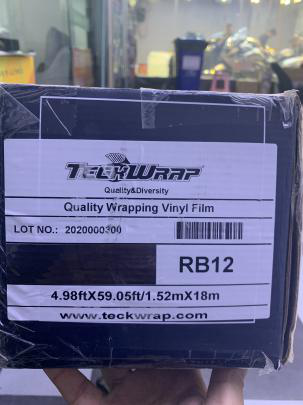 TECKWRAP
Quality&Diversity
Quality Wrapping Vinyl Film
LOT NO.: 2020000300
RB12
4.98ftX59.05ft/1.52mX18m
www.teckwrap.com